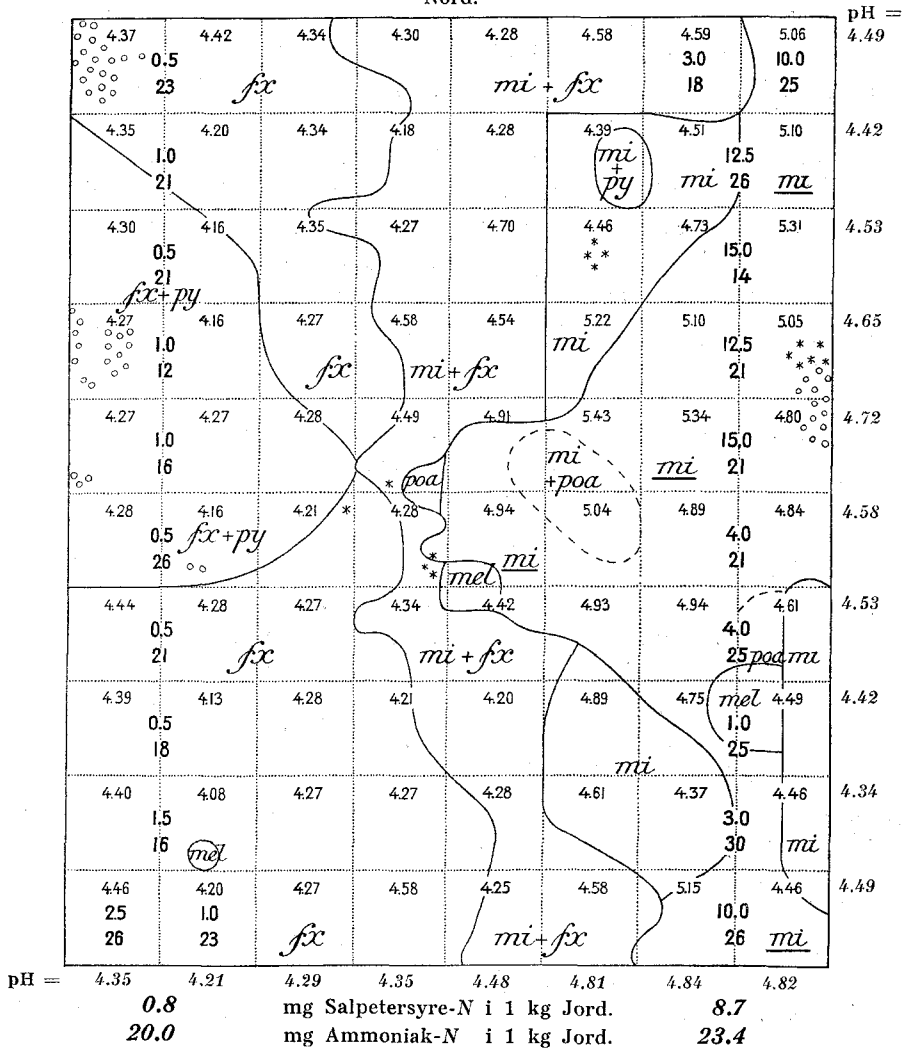 Nord.
pH =
4.37 4.42 4.34 4.30 4.28 4.58 4.59 5.06 4.49
0.5 3.0 10.0
23 fx mi + fx 18 25
4.35 4.20 4.34 4.18 4.28 4.39 4.51 5.10 4.42
1.0 mi + py 12.5
21 mi 26 mi
4.30 4.16 4.35 4.27 4.70 4.46 4.73 5.31 4.53
0.5 15.0
21 14
fx+py
4.27 4.16 4.27 4.58 4.54 5.22 5.10 5.05 4.65
1.0 mi 12.5
12 fx mi + fx 21
4.27 4.27 4.28 4.49 4.91 5.43 5.34 4.80 4.72
1.0 mi 15.0
16 poa +poa mi 21
4.28 4.16 4.21 4.28 4.94 5.04 4.89 4.84 4.58
0.5 fx+py 4.0
26 mel mi 21
4.44 4.28 4.27 4.34 4.42 4.93 4.94 4.61 4.53
0.5 4.0
21 fx mi + fx 25 poa mi
4.39 4.13 4.28 4.21 4.20 4.89 4.75 mel 4.49 4.42
0.5 1.0
18 mi 25
4.40 4.08 4.27 4.27 4.28 4.61 4.37 4.46 4.34
1.5 3.0
16 mel 30 mi
4.46 4.20 4.27 4.58 4.25 4.58 5.15 4.46 4.49
2.5 1.0 10.0
26 23 fx mi+fx 26 mi
pH = 4.35 4.21 4.29 4.35 4.48 4.81 4.84 4.82
0.8 mg Salpetersyre-N i 1 kg Jord. 8.7
20.0 mg Ammoniak-N i 1 kg Jord. 23.4